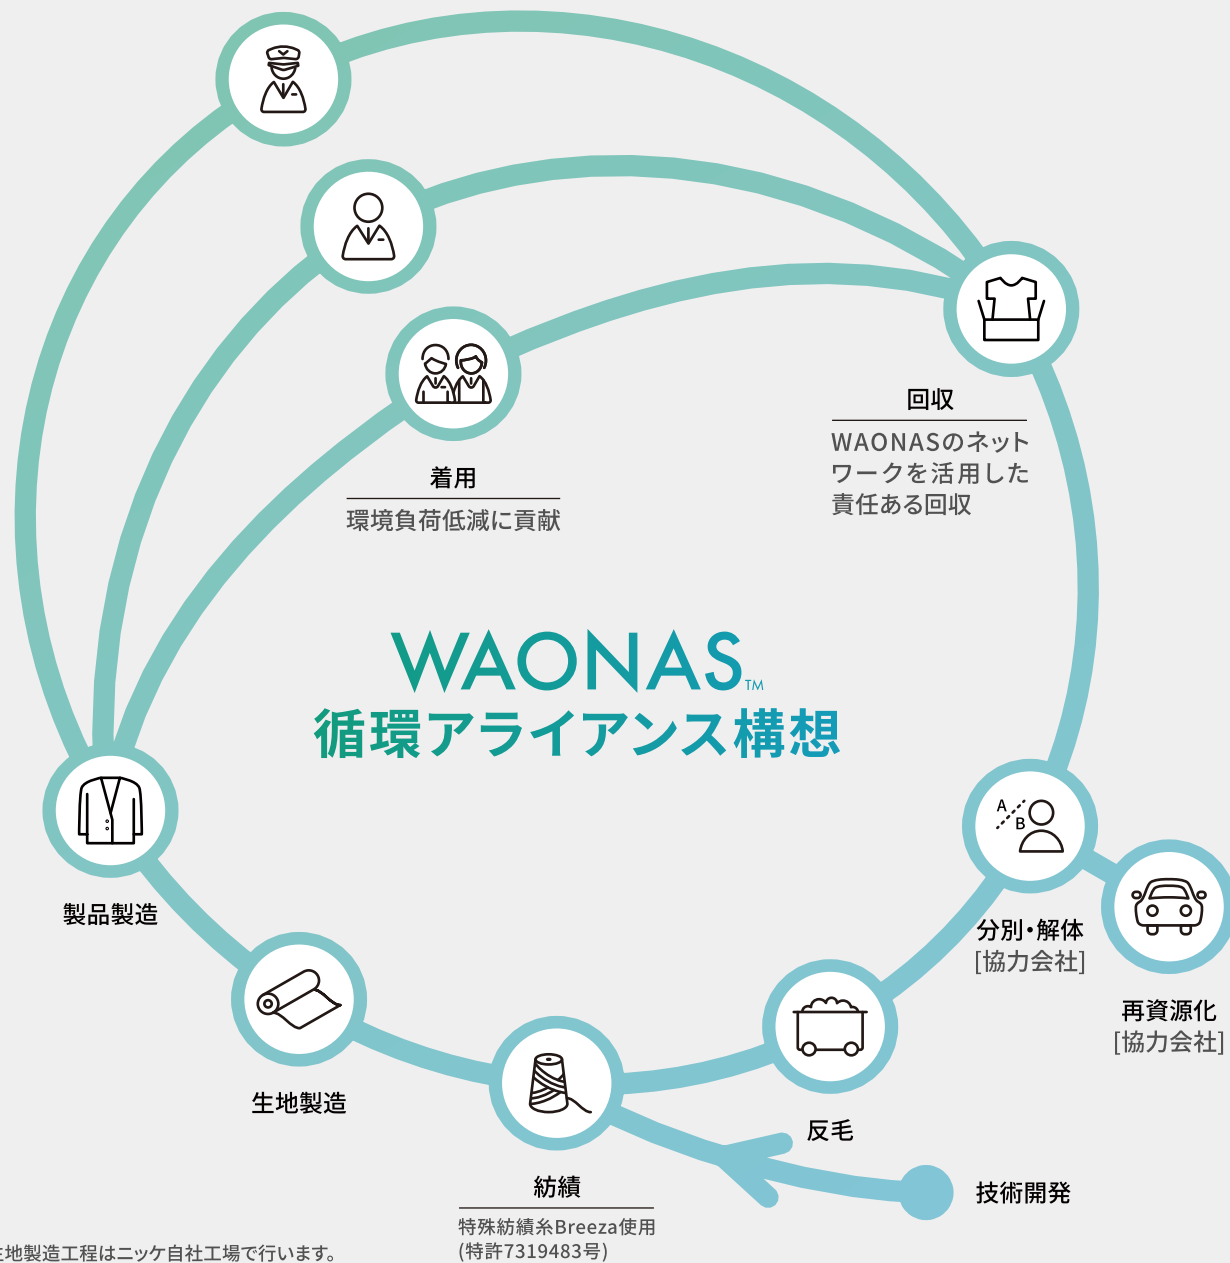 回収
WAONASのネット
ワークを活用した
責任ある回収
着用
環境負荷低減に貢献
WAONAS™
循環アライアンス構想
A
B
製品製造
分別・解体
[協力会社]
再資源化
[協力会社]
生地製造
反毛
紡績
特殊紡績糸Breeza使用
(特許7319483号)
技術開発
生地製造工程はニッケ自社工場で行います。